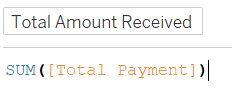 Total Amount Received
SUM([Total Payment])